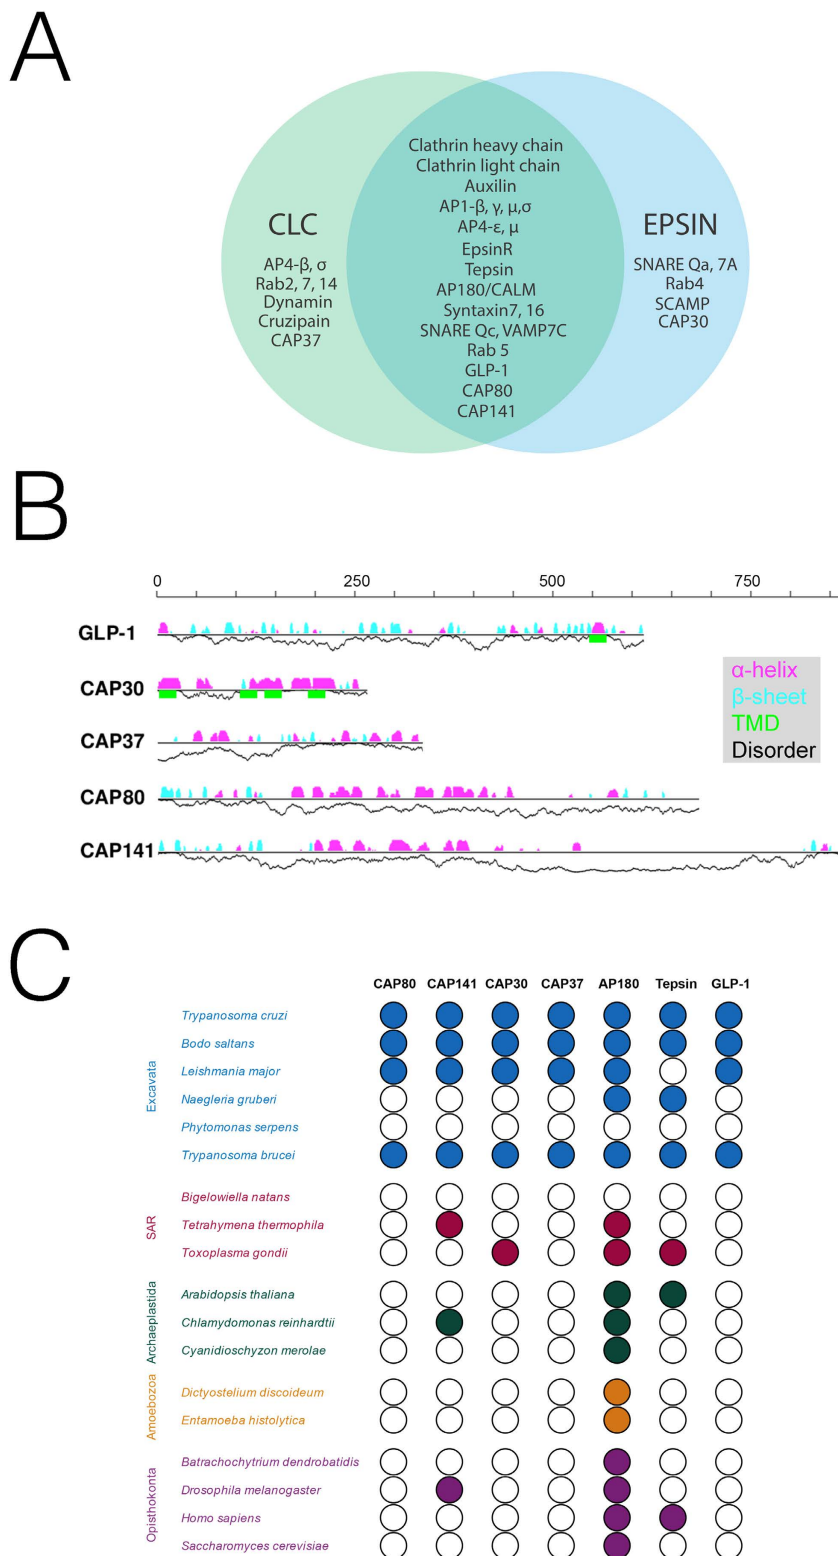 A
CLC
AP4-β, σ
Rab2, 7, 14
Dynamin
Cruzipain
CAP37
Clathrin heavy chain
Clathrin light chain
Auxilin
AP1-β, γ, μ,σ
AP4-ε, μ
EpsinR
Tepsin
AP180/CALM
Syntaxin7, 16
SNARE Qc, VAMP7C
Rab 5
GLP-1
CAP80
CAP141
EPSIN
SNARE Qa, 7A
Rab4
SCAMP
CAP30
B
0 250 500 750
GLP-1
CAP30
CAP37
CAP80
CAP141
α-helix
β-sheet
TMD
Disorder
C
CAP80 CAP141 CAP30 CAP37 AP180 Tepsin GLP-1
Excavata
Trypanosoma cruzi
Bodo saltans
Leishmania major
Naegleria gruberi
Phytomonas serpens
Trypanosoma brucei
SAR
Bigelowiella natans
Tetrahymena thermophila
Toxoplasma gondii
Archaeplastida
Arabidopsis thaliana
Chlamydomonas reinhardtii
Cyanidioschyzon merolae
Amoebozoa
Dictyostelium discoideum
Entamoeba histolytica
Opisthokonta
Batrachochytrium dendrobatidis
Drosophila melanogaster
Homo sapiens
Saccharomyces cerevisiae